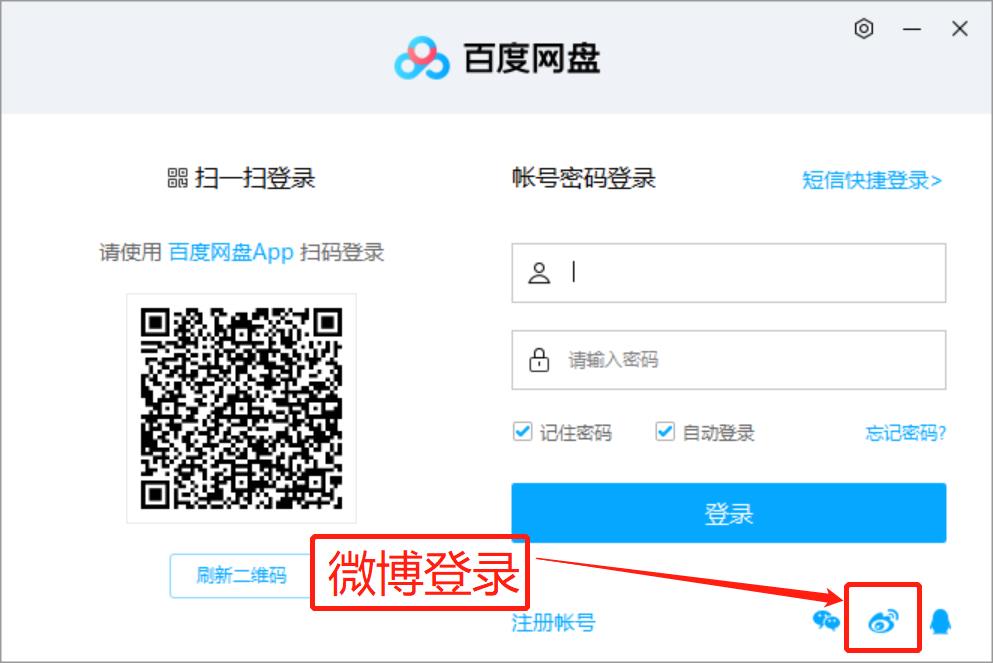 百度网盘
扫一扫登录
请使用 百度网盘App 扫码登录
刷新二维码
帐号密码登录
短信快捷登录>
请输入密码
记住密码
自动登录
忘记密码?
登录
微博登录
注册帐号